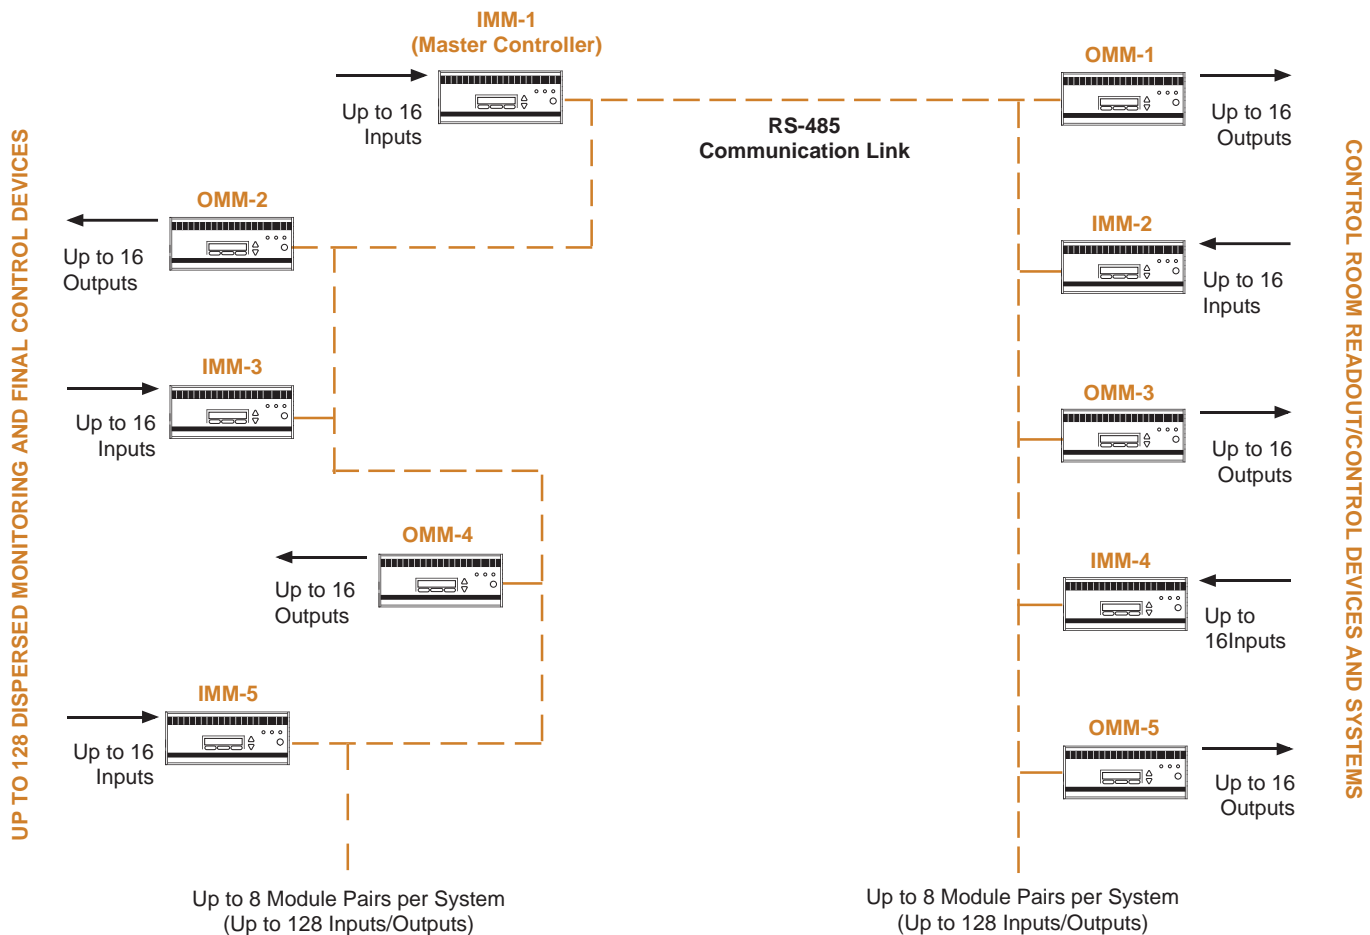 IMM-1
(Master Controller)
Up to 16
Inputs
RS-485
Communication Link
OMM-1
Up to 16
Outputs
OMM-2
Up to 16
Outputs
IMM-2
Up to 16
Inputs
IMM-3
Up to 16
Inputs
OMM-3
Up to 16
Outputs
OMM-4
Up to 16
Outputs
IMM-4
Up to
16Inputs
IMM-5
Up to 16
Inputs
OMM-5
Up to 16
Outputs
UP TO 128 DISPERSED MONITORING AND FINAL CONTROL DEVICES
CONTROL ROOM READOUT/CONTROL DEVICES AND SYSTEMS
Up to 8 Module Pairs per System
(Up to 128 Inputs/Outputs)
Up to 8 Module Pairs per System
(Up to 128 Inputs/Outputs)